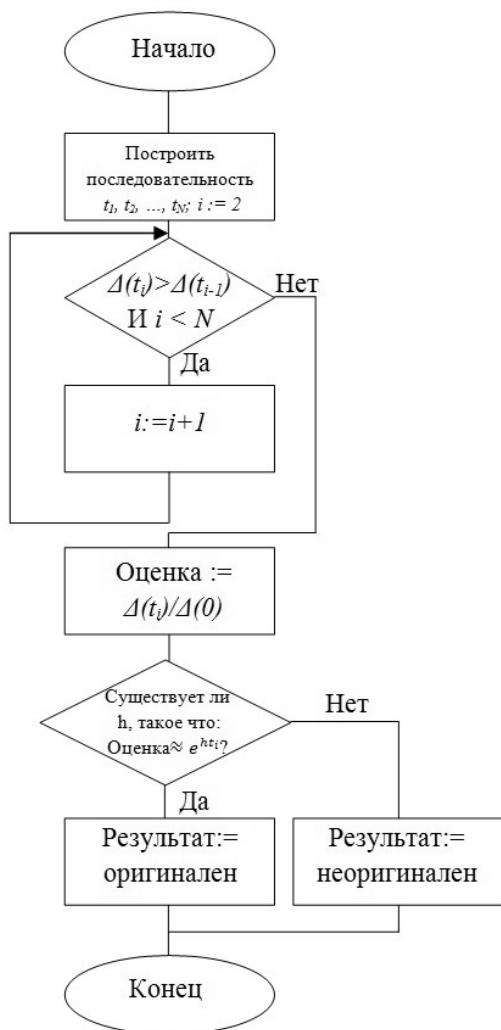 Начало
Построить
последовательность
t₁, t₂, ..., t_N; i := 2
Δ(tᵢ)>Δ(tᵢ₋₁)
И i < N
Нет
Да
i:=i+1
Оценка :=
Δ(tᵢ)/Δ(0)
Существует ли
h, такое что:
Оценка≈ e^{htᵢ}?
Нет
Да
Результат:=
оригинален
Результат:=
неоригинален
Конец